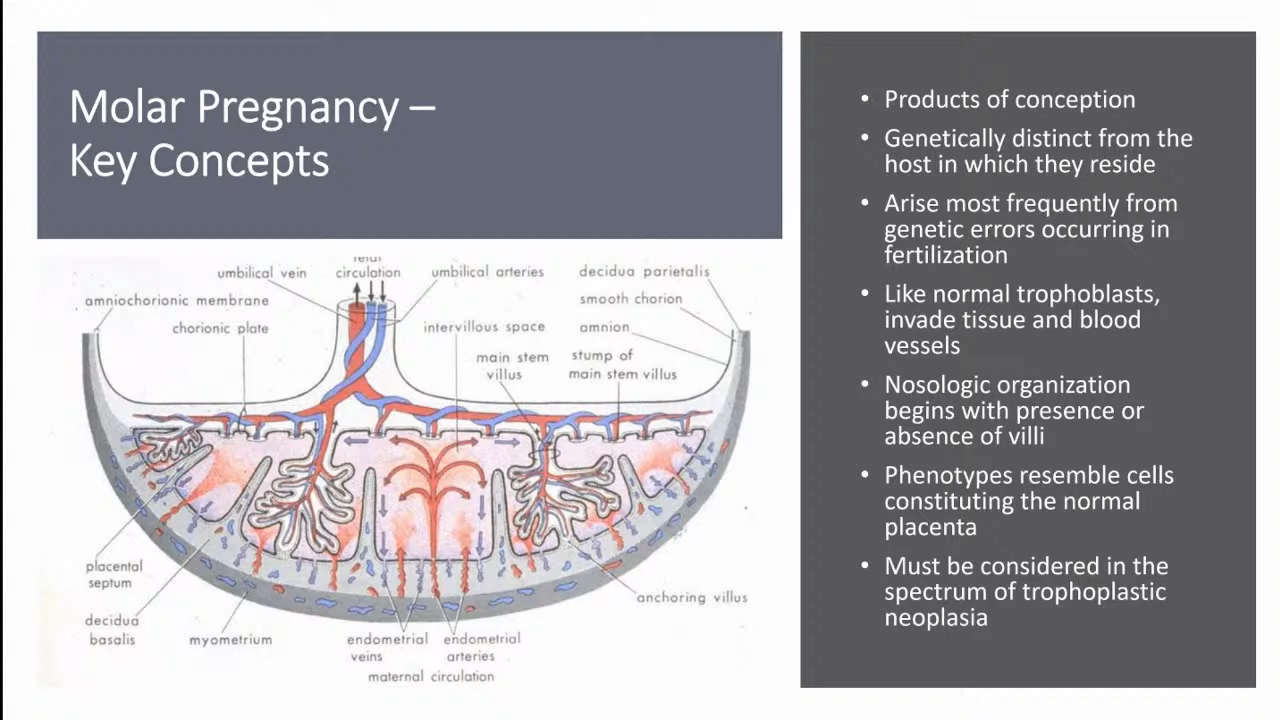 Molar Pregnancy –
Key Concepts
• Products of conception
• Genetically distinct from the
host in which they reside
• Arise most frequently from
genetic errors occurring in
fertilization
• Like normal trophoblasts,
invade tissue and blood
vessels
• Nosologic organization
begins with presence or
absence of villi
• Phenotypes resemble cells
constituting the normal
placenta
• Must be considered in the
spectrum of trophoplastic
neoplasia
fetal
umbilical vein
circulation
umbilical arteries
decidua parietalis
amniochorionic membrane
smooth chorion
chorionic plate
intervillous space
amnion
main stem
villus
stump of
main stem villus
placental
septum
anchoring villus
decidua
basalis
myometrium
endometrial
veins
endometrial
arteries
maternal circulation